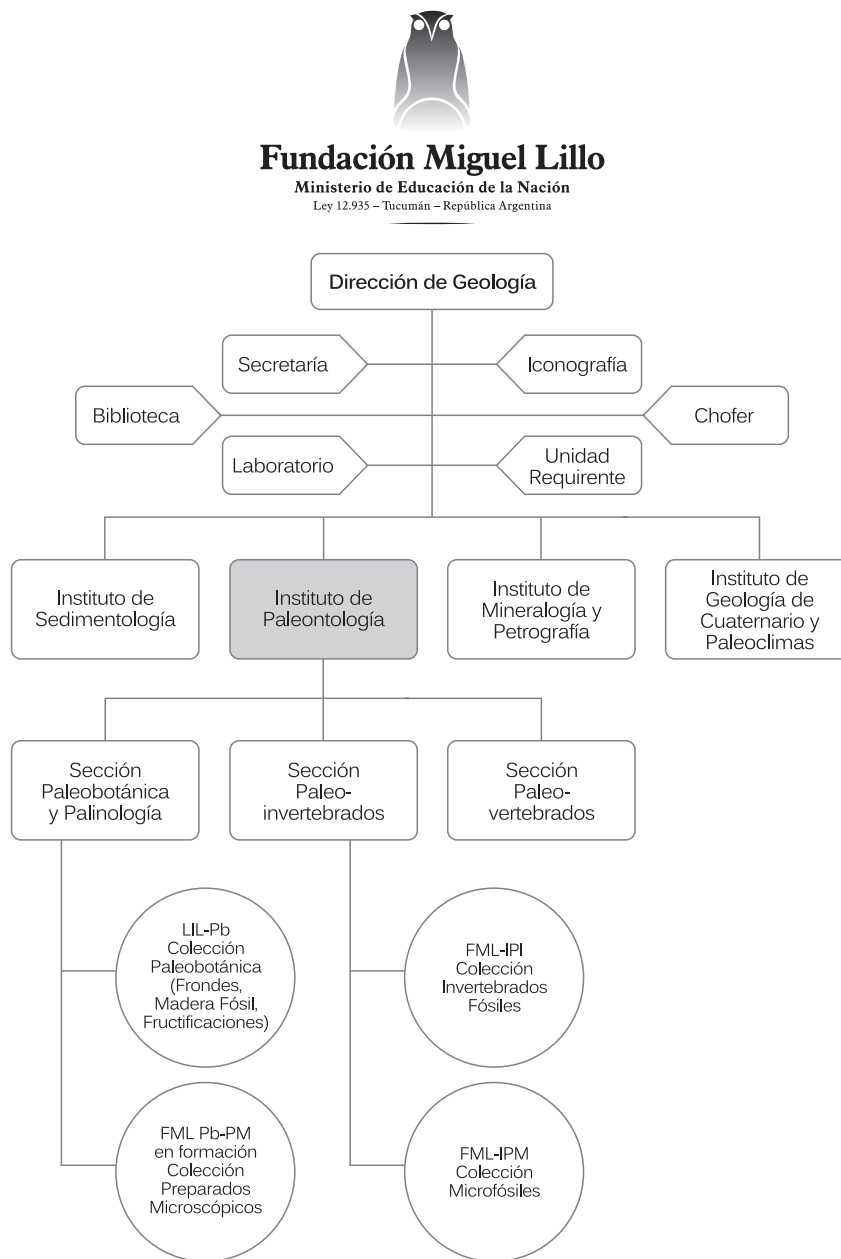 Fundación Miguel Lillo
Ministerio de Educación de la Nación
Ley 12.935 – Tucumán – República Argentina
Dirección de Geología
Secretaría
Iconografía
Biblioteca
Chofer
Laboratorio
Unidad
Requirente
Instituto de
Sedimentología
Instituto de
Paleontología
Instituto de
Mineralogía y
Petrografía
Instituto de
Geología de
Cuaternario y
Paleoclimas
Sección
Paleobotánica
y Palinología
Sección
Paleo-
invertebrados
Sección
Paleo-
vertebrados
LIL-Pb
Colección
Paleobotánica
(Frondes,
Madera Fósil,
Fructificaciones)
FML-IPI
Colección
Invertebrados
Fósiles
FML Pb-PM
en formación
Colección
Preparados
Microscópicos
FML-IPM
Colección
Microfósiles